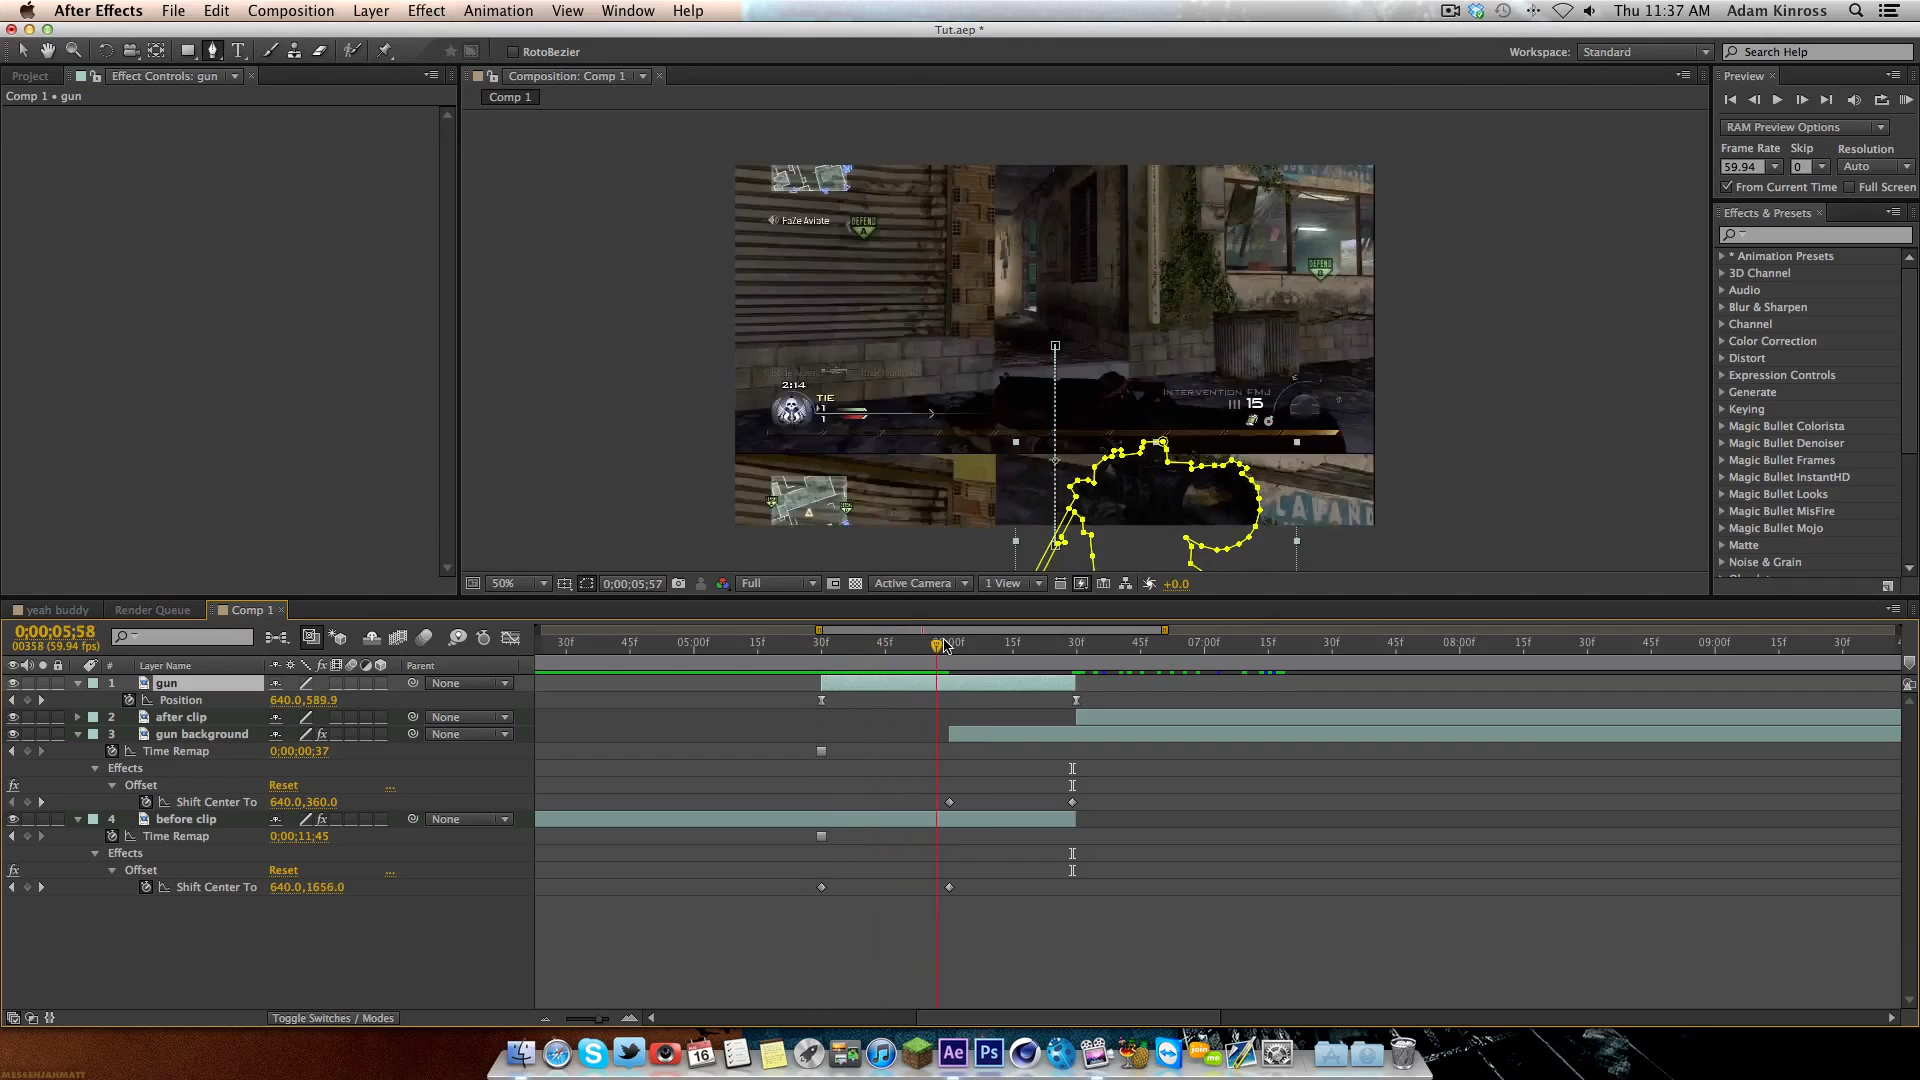 After Effects File Edit Composition Layer Effect Animation View Window Help Thu 11:37 AM Adam Kinross
Tut.aep *
RotoBezier Workspace: Standard Search Help
Project Effect Controls: gun Composition: Comp 1 Preview
Comp 1 • gun Comp 1
RAM Preview Options
Frame Rate Skip Resolution
59.94 0 Auto
From Current Time Full Screen
Effects & Presets
* Animation Presets
3D Channel
Audio
Blur & Sharpen
Channel
Color Correction
Distort
Expression Controls
Generate
Keying
Magic Bullet Colorista
Magic Bullet Denoiser
Magic Bullet Frames
Magic Bullet InstantHD
Magic Bullet Looks
Magic Bullet MisFire
Magic Bullet Mojo
Matte
Noise & Grain
FaZe Aviate
DEFEND
A
DEFEND
B
2:14
TIE
1
1
INTERVENTION FMJ
15
50% 0;00;05;57 Full Active Camera 1 View +0.0
yeah buddy Render Queue Comp 1
0;00;05;58
00358 (59.94 fps)
30f 45f 05:00f 15f 30f 45f 00f 15f 30f 45f 07:00f 15f 30f 45f 08:00f 15f 30f 45f 09:00f 15f 30f
# Layer Name Parent
1 gun None
Position 640.0,589.9
2 after clip None
3 gun background None
Time Remap 0;00;00;37
Effects
fx Offset Reset ...
Shift Center To 640.0,360.0
4 before clip None
Time Remap 0;00;11;45
Effects
fx Offset Reset ...
Shift Center To 640.0,1656.0
Toggle Switches / Modes
16
Ae Ps
join me
MESSENJAHMATT